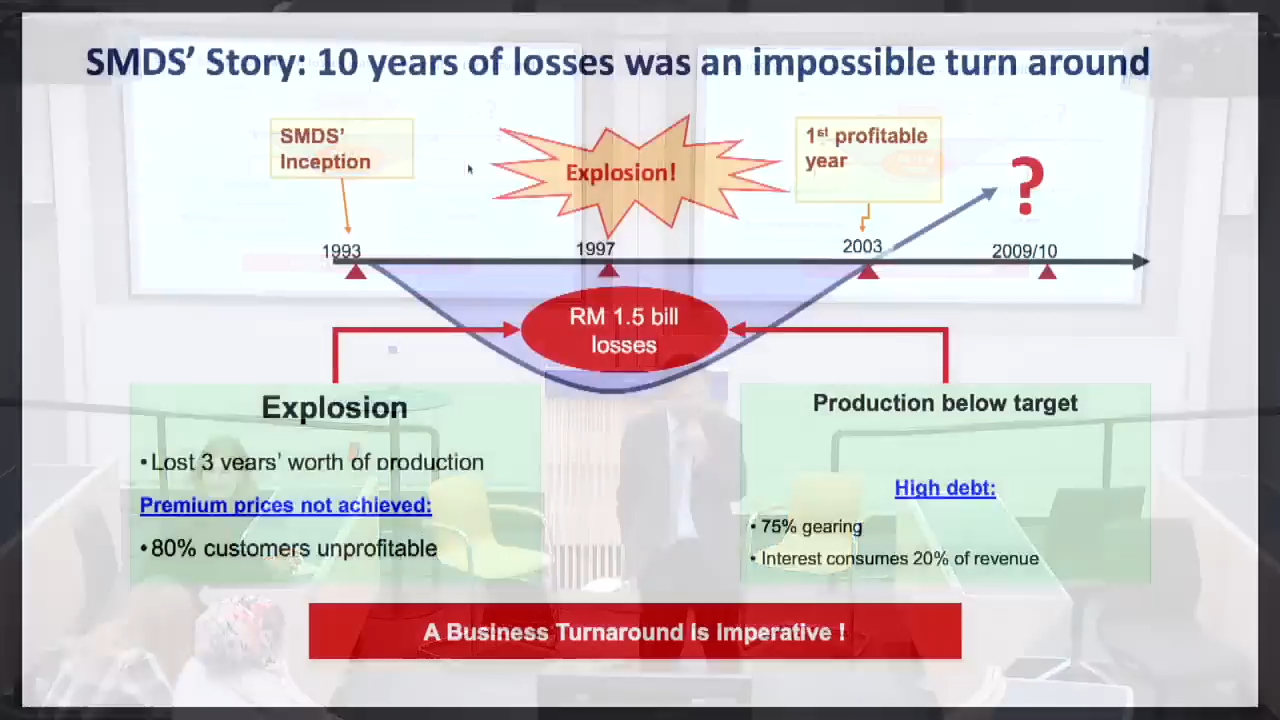 SMDS' Story: 10 years of losses was an impossible turn around
SMDS'
Inception
Explosion!
1st profitable
year
?
1993
1997
2003
2009/10
RM 1.5 bill
losses
Explosion
•Lost 3 years' worth of production
Premium prices not achieved:
•80% customers unprofitable
Production below target
High debt:
• 75% gearing
• Interest consumes 20% of revenue
A Business Turnaround Is Imperative !